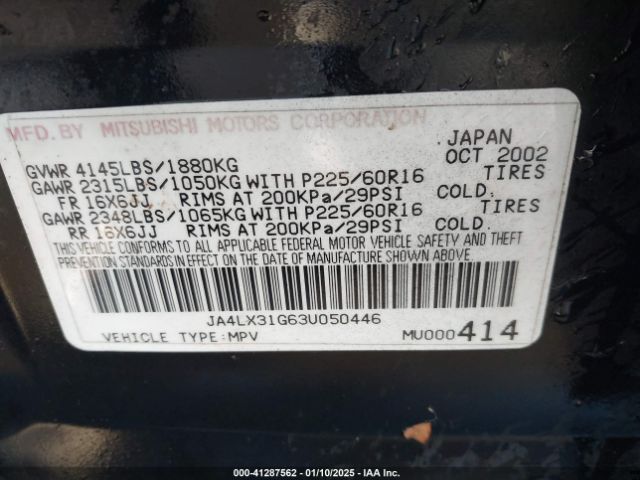 MFD. BY MITSUBISHI MOTORS CORPORATION
JAPAN
GVWR 4145LBS/1880KG OCT 2002
GAWR 2315LBS/1050KG WITH P225/60R16 TIRES
FR 16X6JJ RIMS AT 200KPa/29PSI COLD.
GAWR 2348LBS/1065KG WITH P225/60R16 TIRES
RR 16X6JJ RIMS AT 200KPa/29PSI COLD.
THIS VEHICLE CONFORMS TO ALL APPLICABLE FEDERAL MOTOR VEHICLE SAFETY AND THEFT
PREVENTION STANDARDS IN EFFECT ON THE DATE OF MANUFACTURE SHOWN ABOVE.
JA4LX31G63U050446
VEHICLE TYPE:MPV MU000414
000-41287562 — 01/10/2025 — IAA Inc.